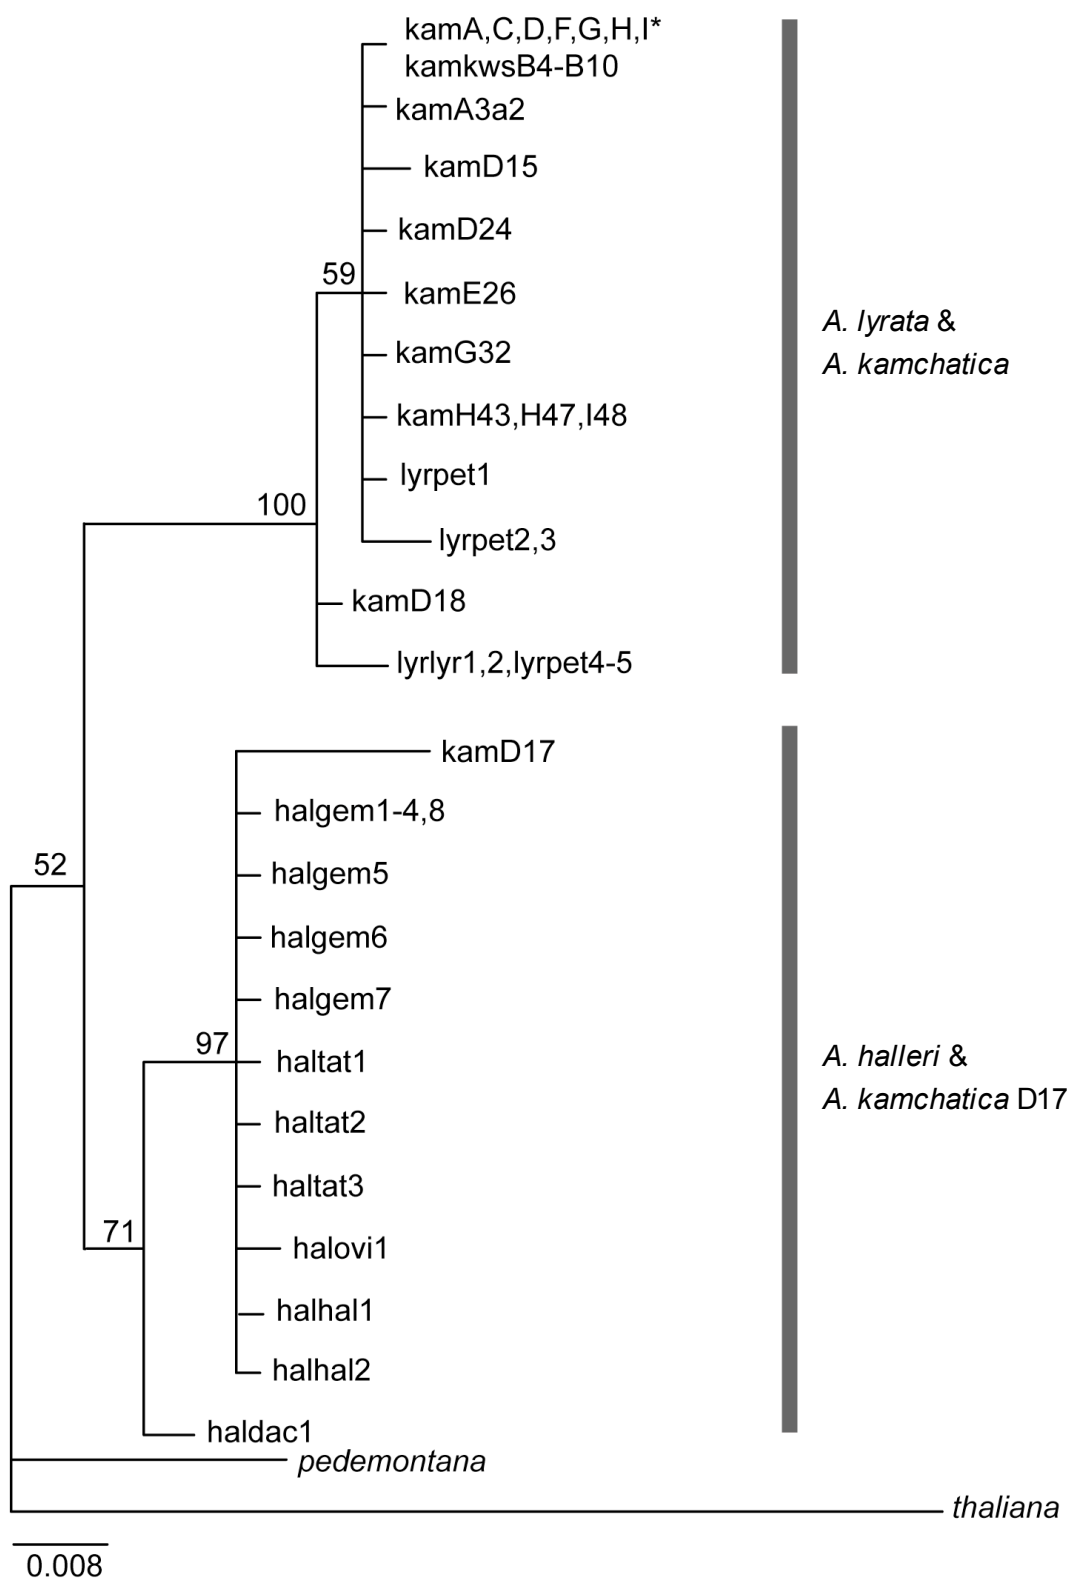 kamA,C,D,F,G,H,I*
kamkwsB4-B10
kamA3a2
kamD15
kamD24
59
kamE26
A. lyrata &
A. kamchatica
kamG32
kamH43,H47,I48
lyrpet1
100
lyrpet2,3
kamD18
lyrlyr1,2,lyrpet4-5
kamD17
halgem1-4,8
52
halgem5
halgem6
halgem7
97
haltat1
A. halleri &
A. kamchatica D17
haltat2
haltat3
71
halovi1
halhal1
halhal2
haldac1
pedemontana
thaliana
0.008